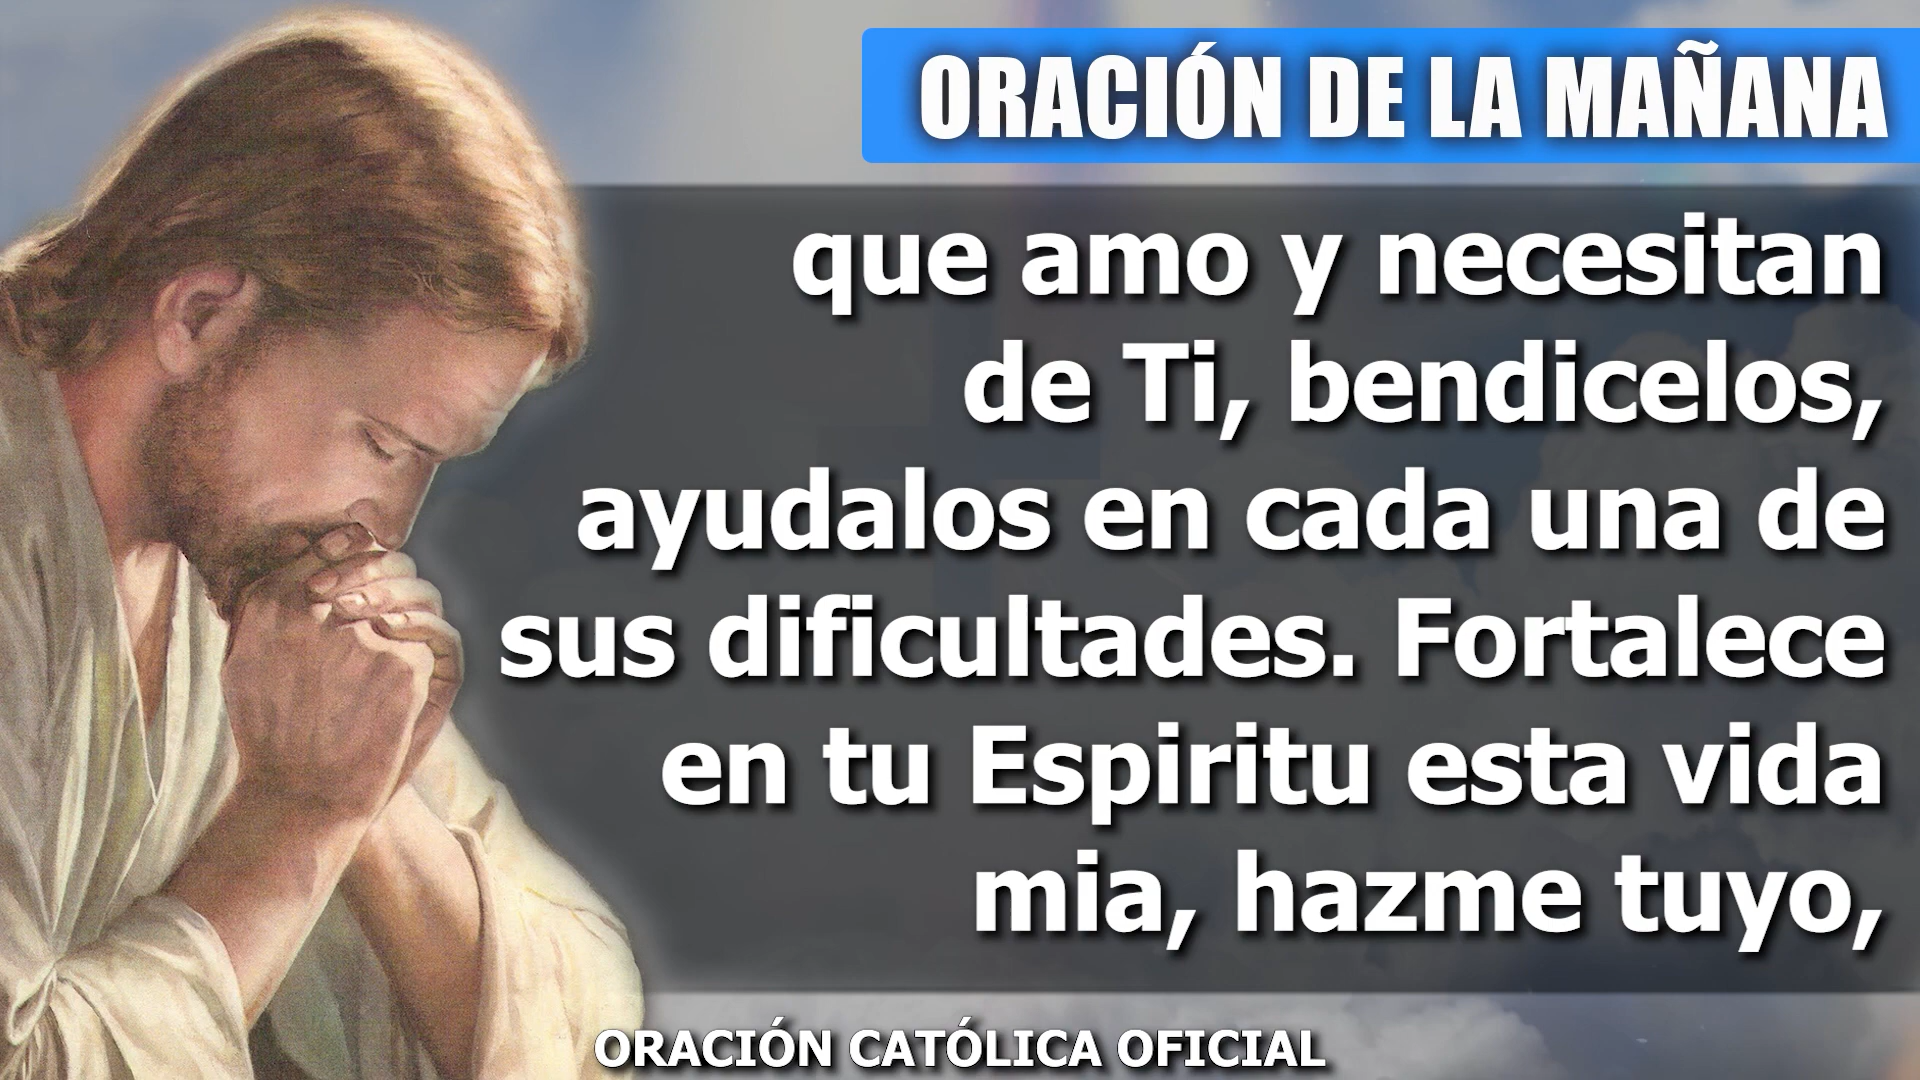 ORACIÓN DE LA MAÑANA
que amo y necesitan
de Ti, bendicelos,
ayudalos en cada una de
sus dificultades. Fortalece
en tu Espiritu esta vida
mia, hazme tuyo,
ORACIÓN CATÓLICA OFICIAL